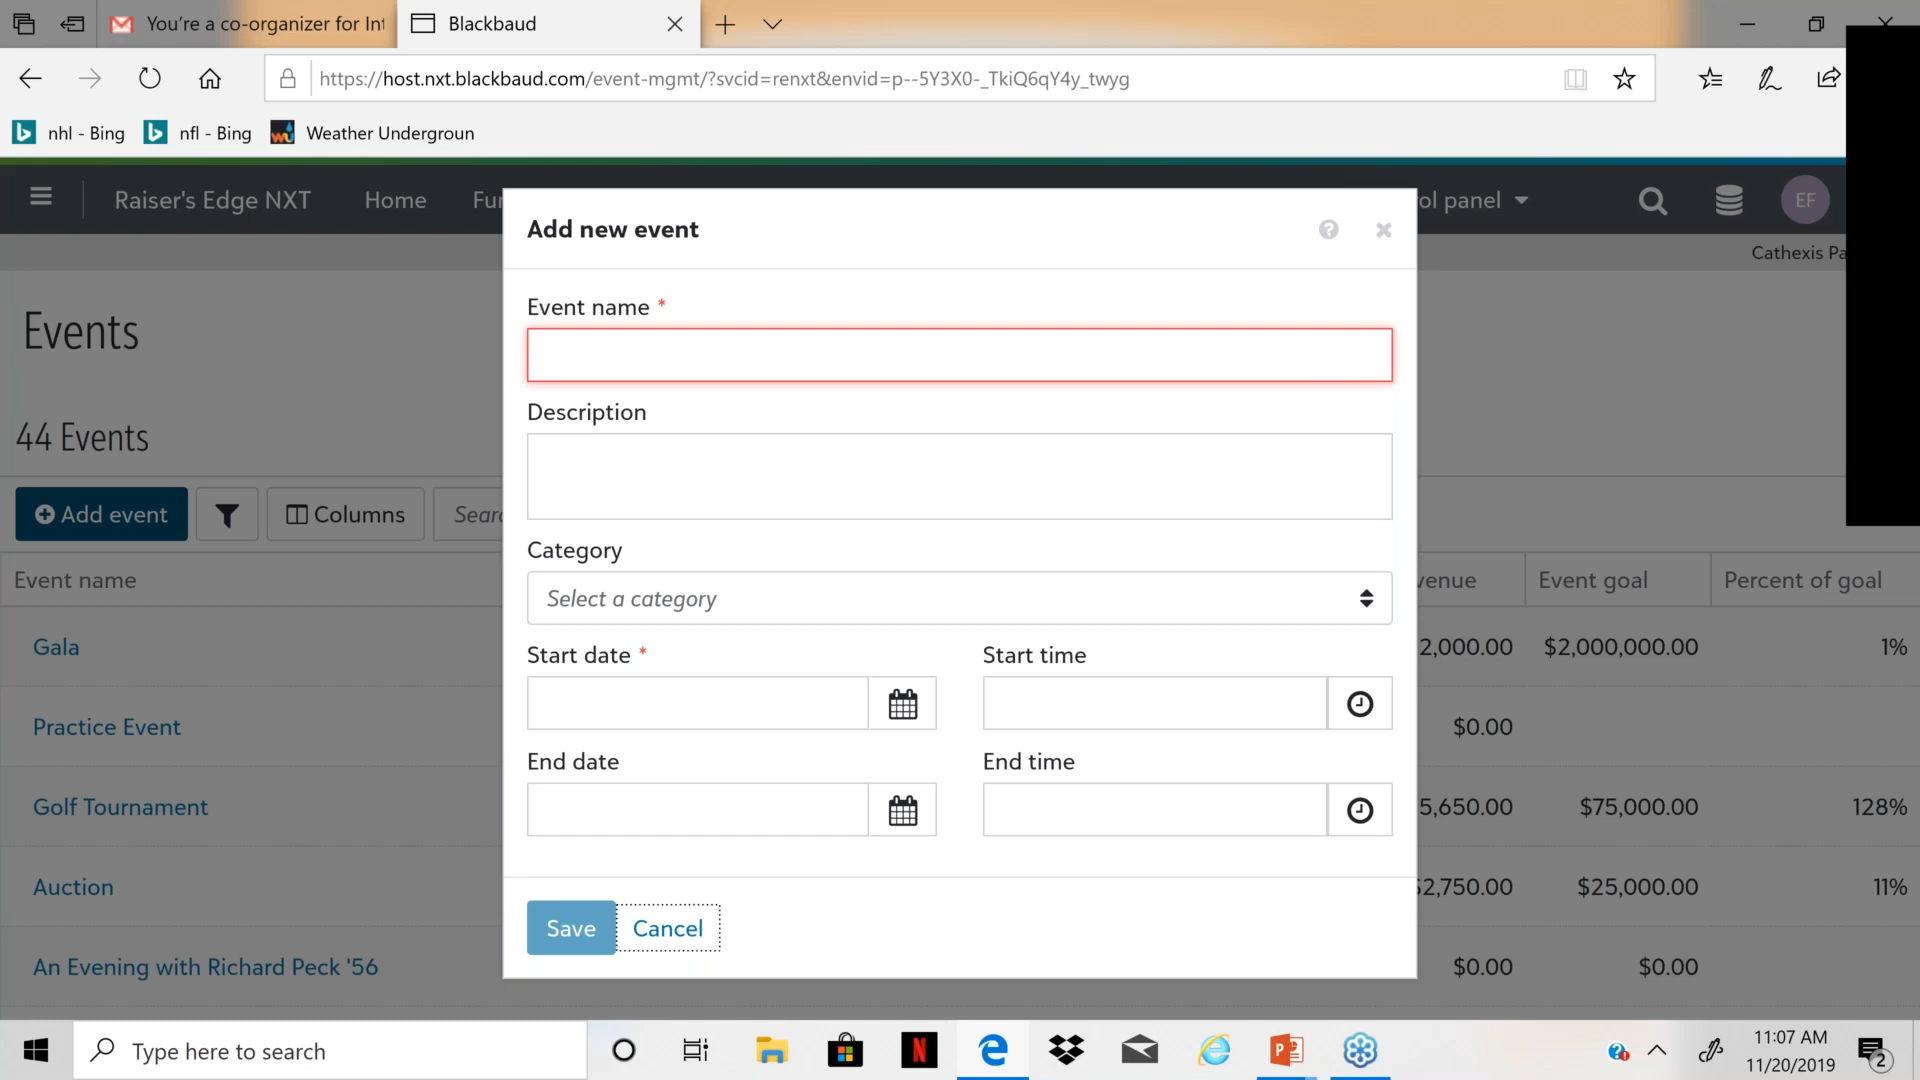 You're a co-organizer for Int
Blackbaud
https://host.nxt.blackbaud.com/event-mgmt/?svcid=renxt&envid=p--5Y3X0-_TkiQ6qY4y_twyg
nhl - Bing
nfl - Bing
Weather Undergroun
Raiser's Edge NXT
Home
Fur
ol panel
EF
Cathexis Pa
Add new event
Event name *
Description
Category
Select a category
Start date *
Start time
End date
End time
Save
Cancel
Events
44 Events
Add event
Columns
Searc
Event name
venue
Event goal
Percent of goal
Gala
2,000.00
$2,000,000.00
1%
Practice Event
$0.00
Golf Tournament
5,650.00
$75,000.00
128%
Auction
$2,750.00
$25,000.00
11%
An Evening with Richard Peck '56
$0.00
$0.00
Type here to search
11:07 AM
11/20/2019
2